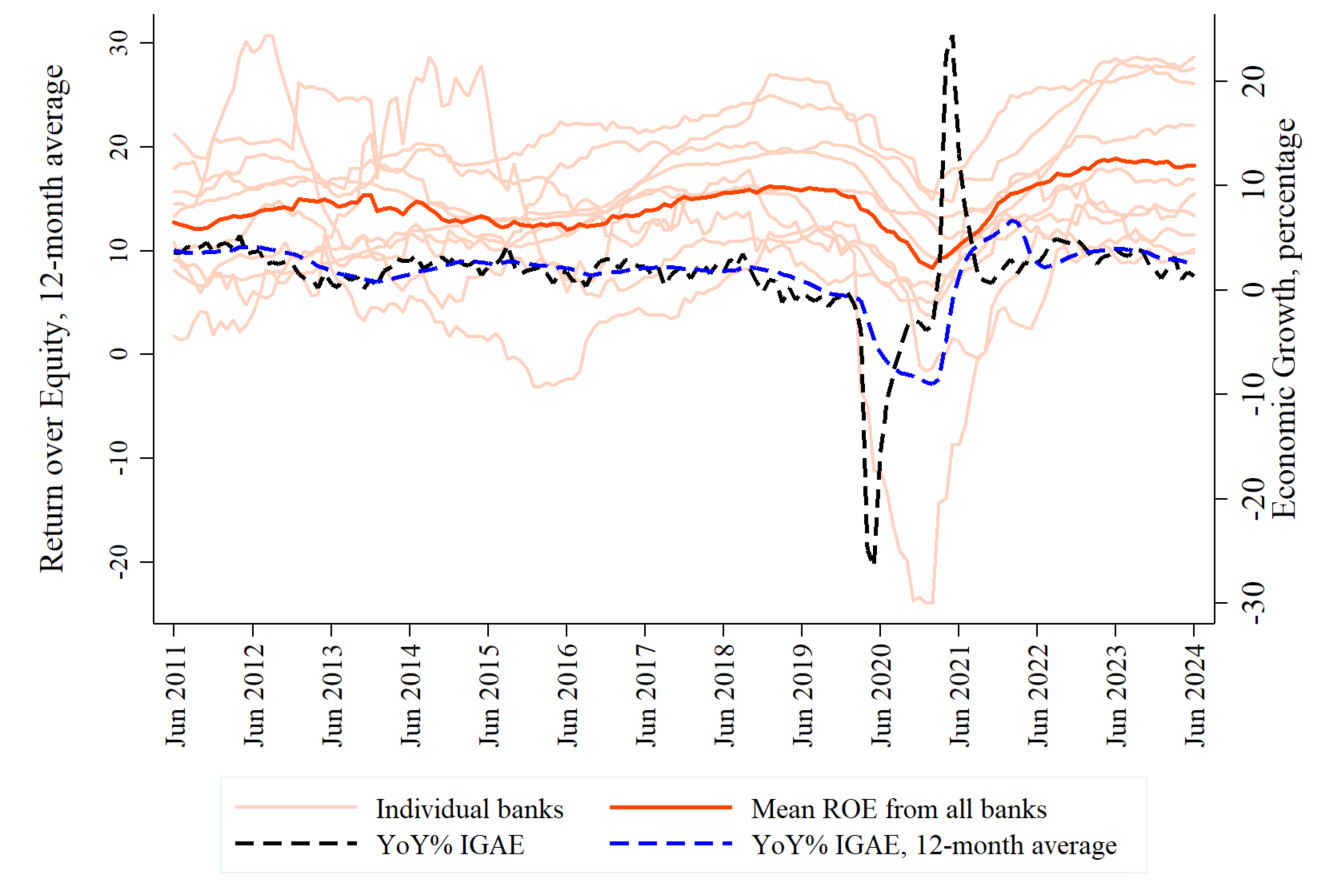 Return over Equity, 12-month average
30
20
10
0
-10
-20
Economic Growth, percentage
20
10
0
-10
-20
-30
Jun 2011
Jun 2012
Jun 2013
Jun 2014
Jun 2015
Jun 2016
Jun 2017
Jun 2018
Jun 2019
Jun 2020
Jun 2021
Jun 2022
Jun 2023
Jun 2024
Individual banks
Mean ROE from all banks
YoY% IGAE
YoY% IGAE, 12-month average